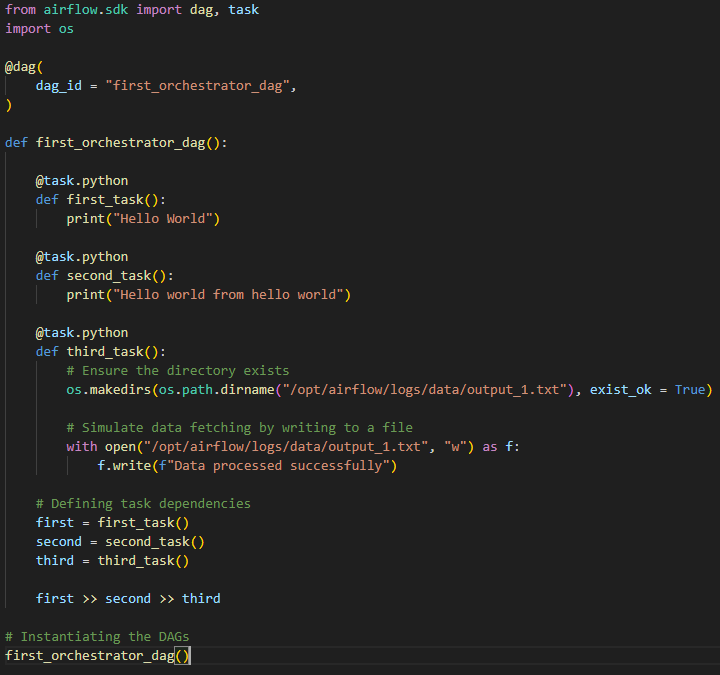 from airflow.sdk import dag, task
import os
@dag(
    dag_id = "first_orchestrator_dag",
)
def first_orchestrator_dag():
    @task.python
    def first_task():
        print("Hello World")
    @task.python
    def second_task():
        print("Hello world from hello world")
    @task.python
    def third_task():
        # Ensure the directory exists
        os.makedirs(os.path.dirname("/opt/airflow/logs/data/output_1.txt"), exist_ok = True)
        # Simulate data fetching by writing to a file
        with open("/opt/airflow/logs/data/output_1.txt", "w") as f:
            f.write(f"Data processed successfully")
    # Defining task dependencies
    first = first_task()
    second = second_task()
    third = third_task()
    first >> second >> third
# Instantiating the DAGs
first_orchestrator_dag()